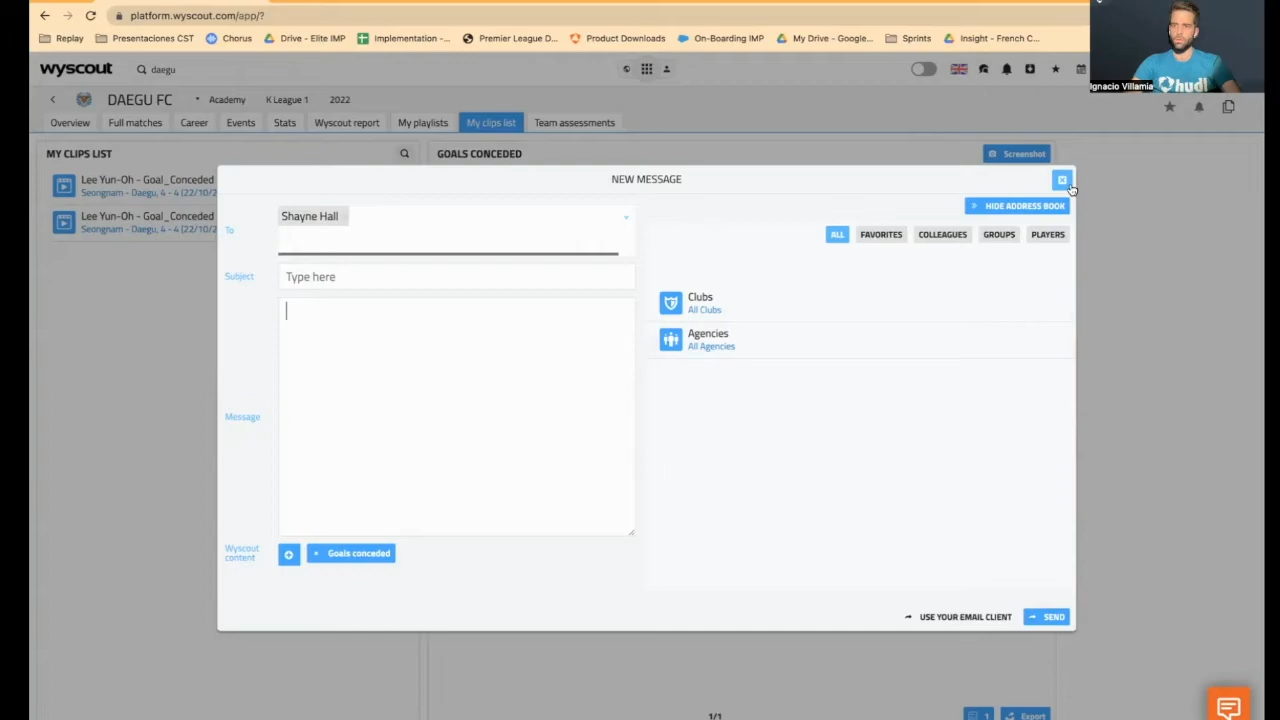 platform.wyscout.com/app/?
Replay Presentaciones CST Chorus Drive - Elite IMP Implementation -... Premier League D... Product Downloads On-Boarding IMP My Drive - Google... Sprints Insight - French C...
wyscout daegu
hudl
Ignacio Villamia
DAEGU FC Academy K League 1 2022
Overview Full matches Career Events Stats Wyscout report My playlists My clips list Team assessments
MY CLIPS LIST GOALS CONCEDED Screenshot
Lee Yun-Oh - Goal_Conceded
Seongnam - Daegu, 4 - 4 (22/10/2
Lee Yun-Oh - Goal_Conceded
Seongnam - Daegu, 4 - 4 (22/10/2
NEW MESSAGE
HIDE ADDRESS BOOK
To Shayne Hall
ALL FAVORITES COLLEAGUES GROUPS PLAYERS
Subject Type here
Clubs
All Clubs
Agencies
All Agencies
Message
Wyscout
content
Goals conceded
USE YOUR EMAIL CLIENT SEND
1/1 1 Export